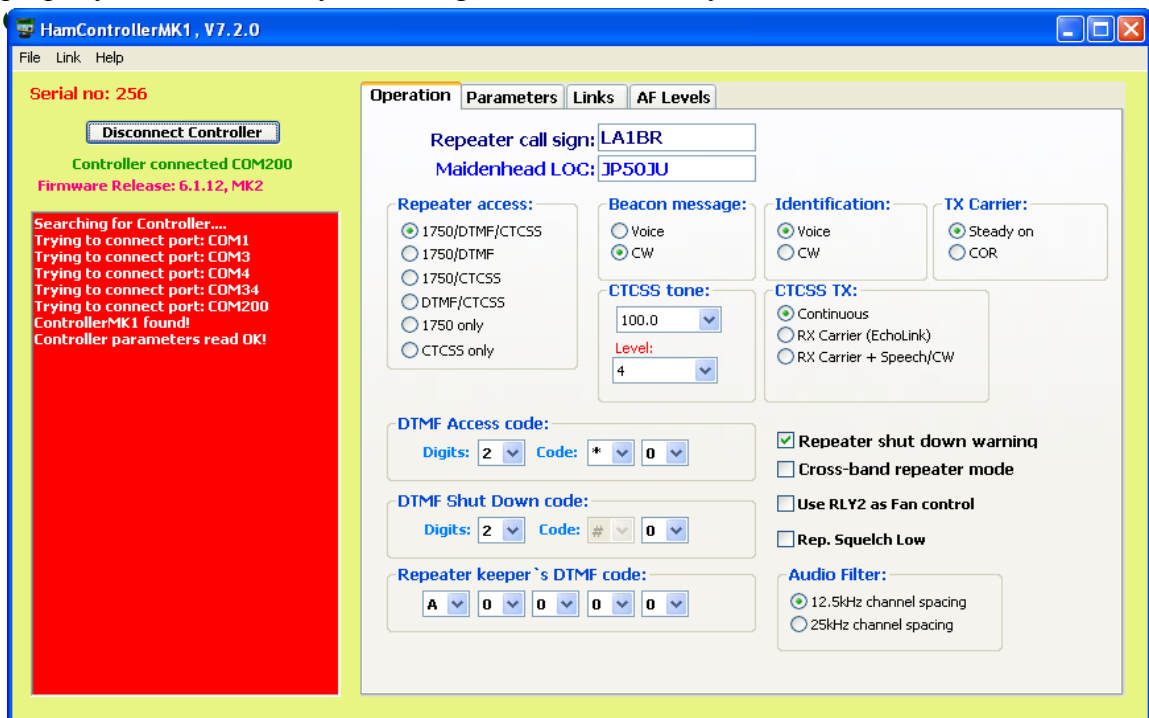 HamControllerMK1, V7.2.0
File Link Help
Serial no: 256
Disconnect Controller
Controller connected COM200
Firmware Release: 6.1.12, MK2
Searching for Controller....
Trying to connect port: COM1
Trying to connect port: COM3
Trying to connect port: COM4
Trying to connect port: COM34
Trying to connect port: COM200
ControllerMK1 found!
Controller parameters read OK!
Operation Parameters Links AF Levels
Repeater call sign: LA1BR
Maidenhead LOC: JP50JU
Repeater access:
1750/DTMF/CTCSS
1750/DTMF
1750/CTCSS
DTMF/CTCSS
1750 only
CTCSS only
Beacon message:
Voice
CW
Identification:
Voice
CW
TX Carrier:
Steady on
COR
CTCSS tone:
100.0
Level:
4
CTCSS TX:
Continuous
RX Carrier (EchoLink)
RX Carrier + Speech/CW
DTMF Access code:
Digits: 2 Code: * 0
DTMF Shut Down code:
Digits: 2 Code: # 0
Repeater keeper`s DTMF code:
A 0 0 0 0
Repeater shut down warning
Cross-band repeater mode
Use RLY2 as Fan control
Rep. Squelch Low
Audio Filter:
12.5kHz channel spacing
25kHz channel spacing